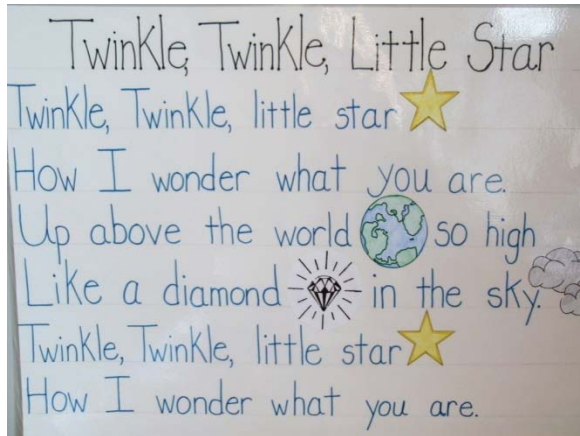 Twinkle, Twinkle, Little Star
Twinkle, Twinkle, little star
How I wonder what you are.
Up above the world so high
Like a diamond in the sky.
Twinkle, Twinkle, little star
How I wonder what you are.